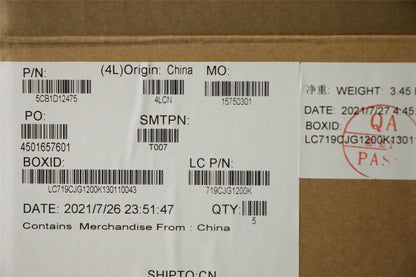 P/N:
(4L)Origin: China
MO:
5CB1D12475
4LCN
15750301
PO:
SMTPN:
4501657601
T007
BOXID:
LC P/N:
LC719CJG1200K130110043
719CJG1200K
DATE: 2021/7/26 23:51:47
QTY:
5
Contains Merchandise From : China
SHIPTO:CN
净重: WEIGHT: 3.45
DATE: 2021/7/27 4:45
BOXID:
LC719CJG1200K13011
QA
PASS